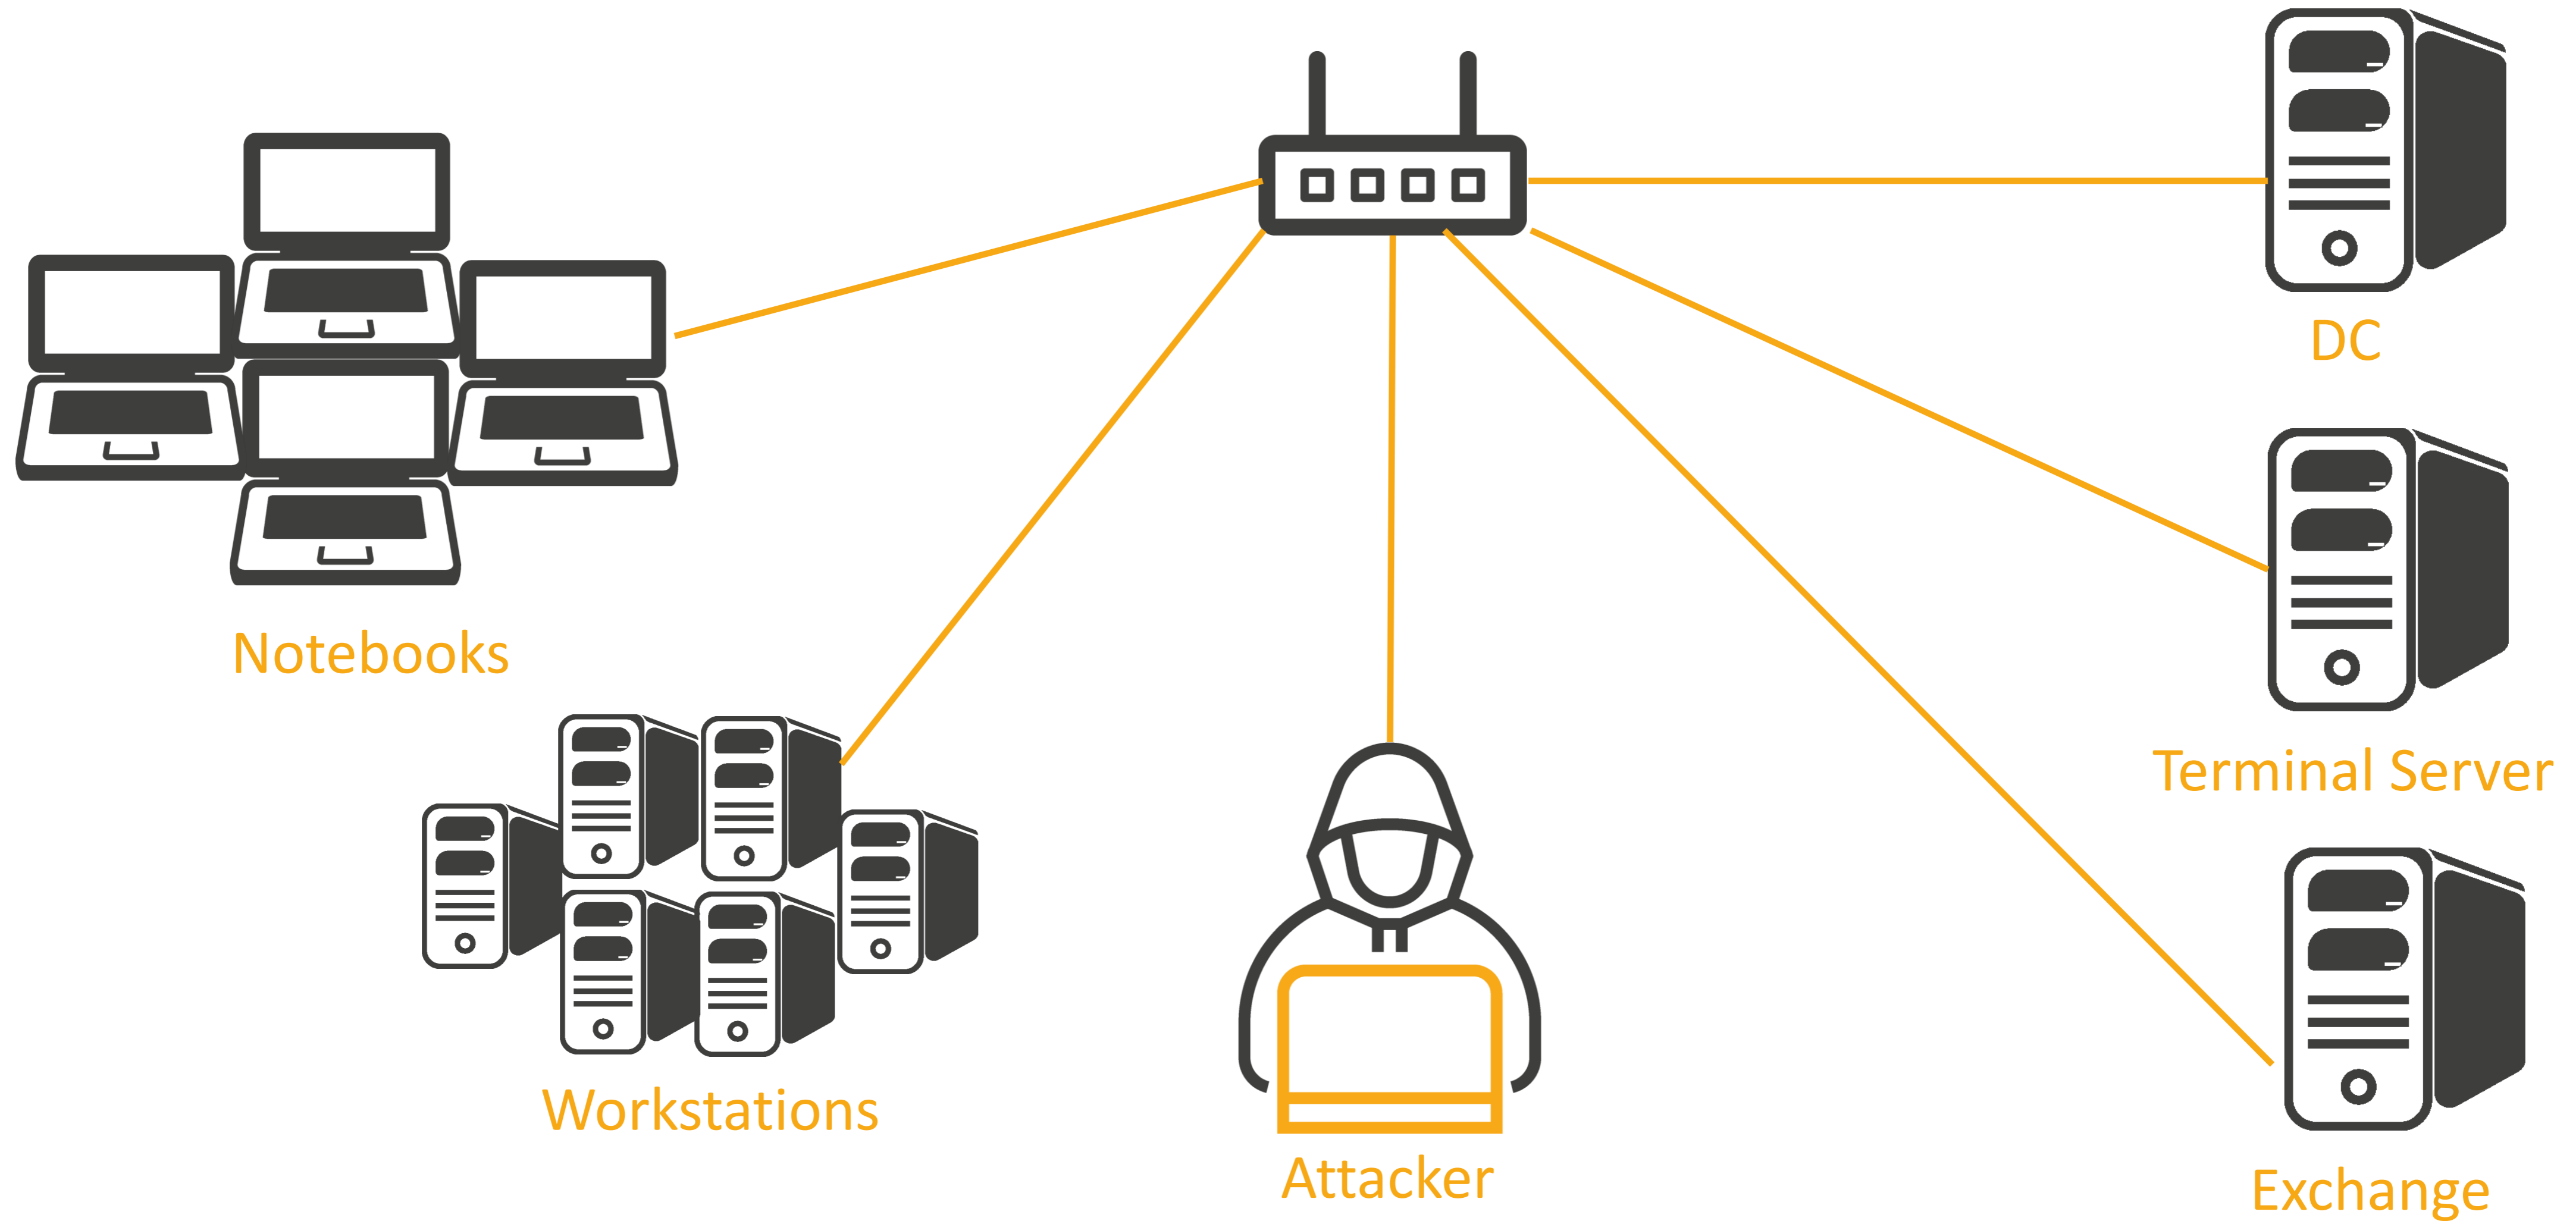 DC
Notebooks
Terminal Server
Workstations
Attacker
Exchange